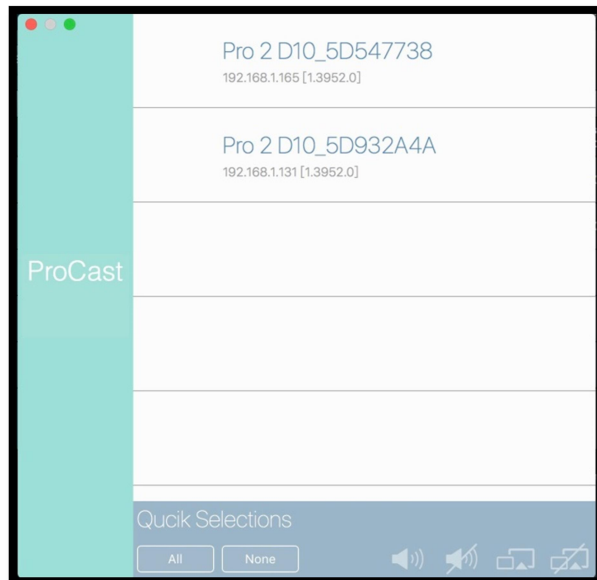 Pro 2 D10_5D547738
192.168.1.165 [1.3952.0]
Pro 2 D10_5D932A4A
192.168.1.131 [1.3952.0]
ProCast
Qucik Selections
All
None